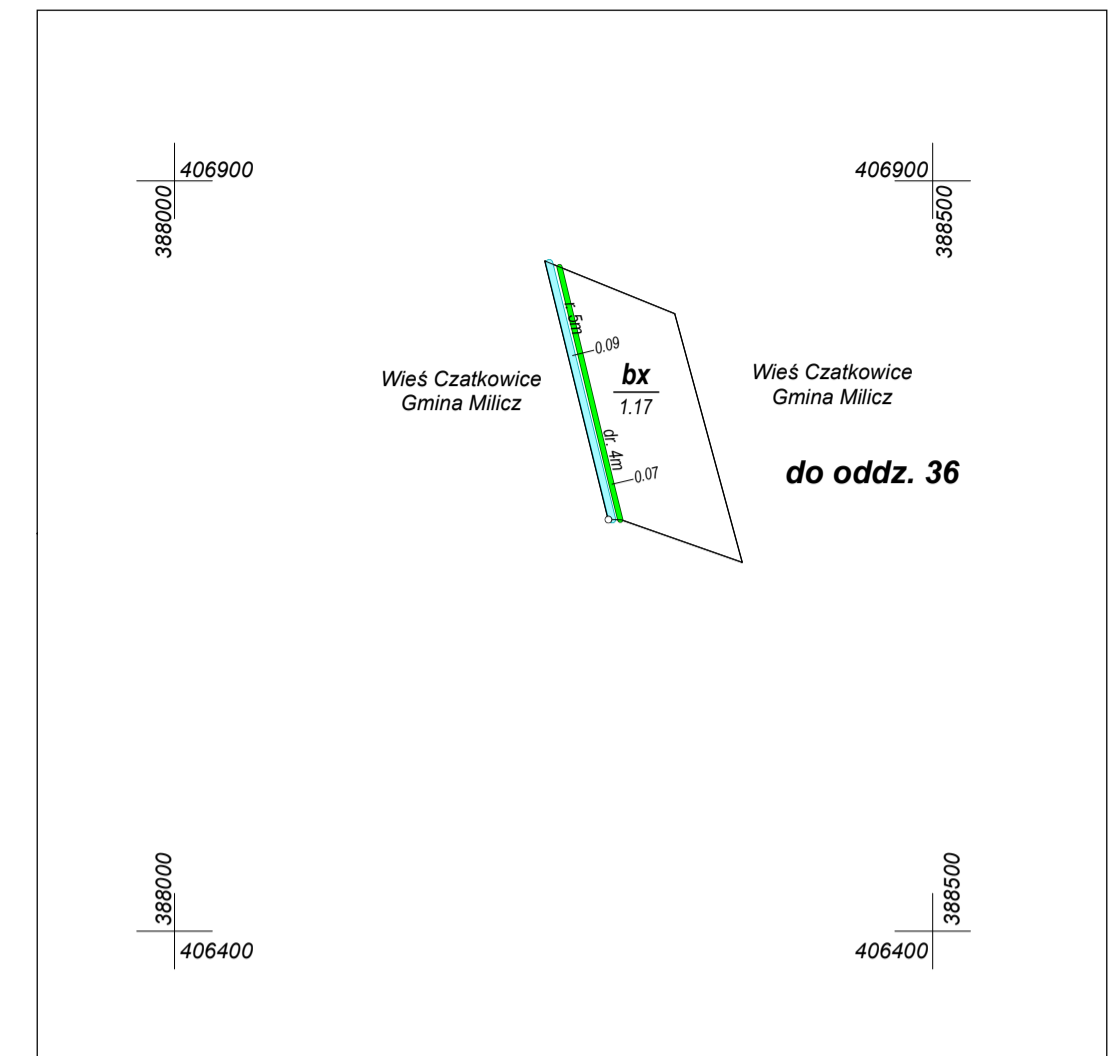 406900
388000
406900
388500
r. 5m
0.09
bx
1.17
Wieś Czatkowice
Gmina Milicz
Wieś Czatkowice
Gmina Milicz
dr. 4m
0.07
do oddz. 36
388000
406400
388500
406400